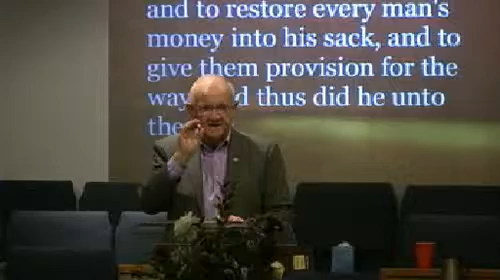 and to restore every man's
money into his sack, and to
give them provision for the
way d thus did he unto
the